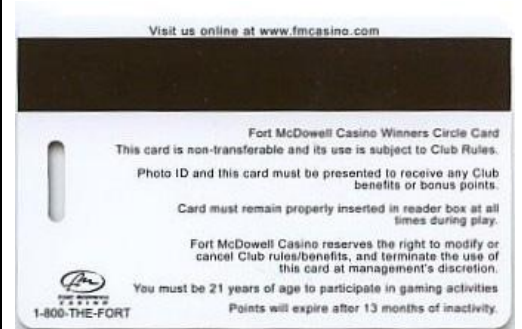 Visit us online at www.fmcasino.com
Fort McDowell Casino Winners Circle Card
This card is non-transferable and its use is subject to Club Rules.
Photo ID and this card must be presented to receive any Club
benefits or bonus points.
Card must remain properly inserted in reader box at all
times during play.
Fort McDowell Casino reserves the right to modify or
cancel Club rules/benefits, and terminate the use of
this card at management's discretion.
You must be 21 years of age to participate in gaming activities
Points will expire after 13 months of inactivity.
fm
FORT MCDOWELL
CASINO
1-800-THE-FORT